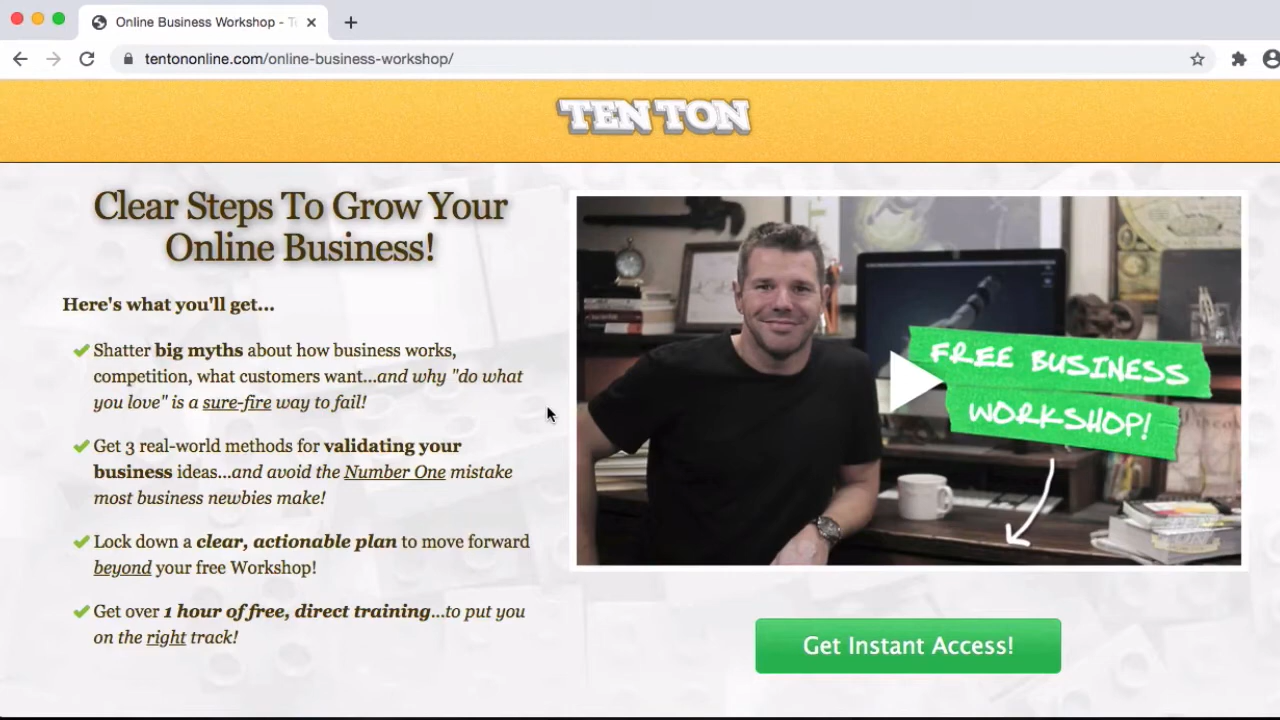 Online Business Workshop - T
tentononline.com/online-business-workshop/
TEN TON
Clear Steps To Grow Your
Online Business!
Here's what you'll get...
Shatter big myths about how business works,
competition, what customers want...and why "do what
you love" is a sure-fire way to fail!
Get 3 real-world methods for validating your
business ideas...and avoid the Number One mistake
most business newbies make!
Lock down a clear, actionable plan to move forward
beyond your free Workshop!
Get over 1 hour of free, direct training...to put you
on the right track!
FREE BUSINESS
WORKSHOP!
Get Instant Access!